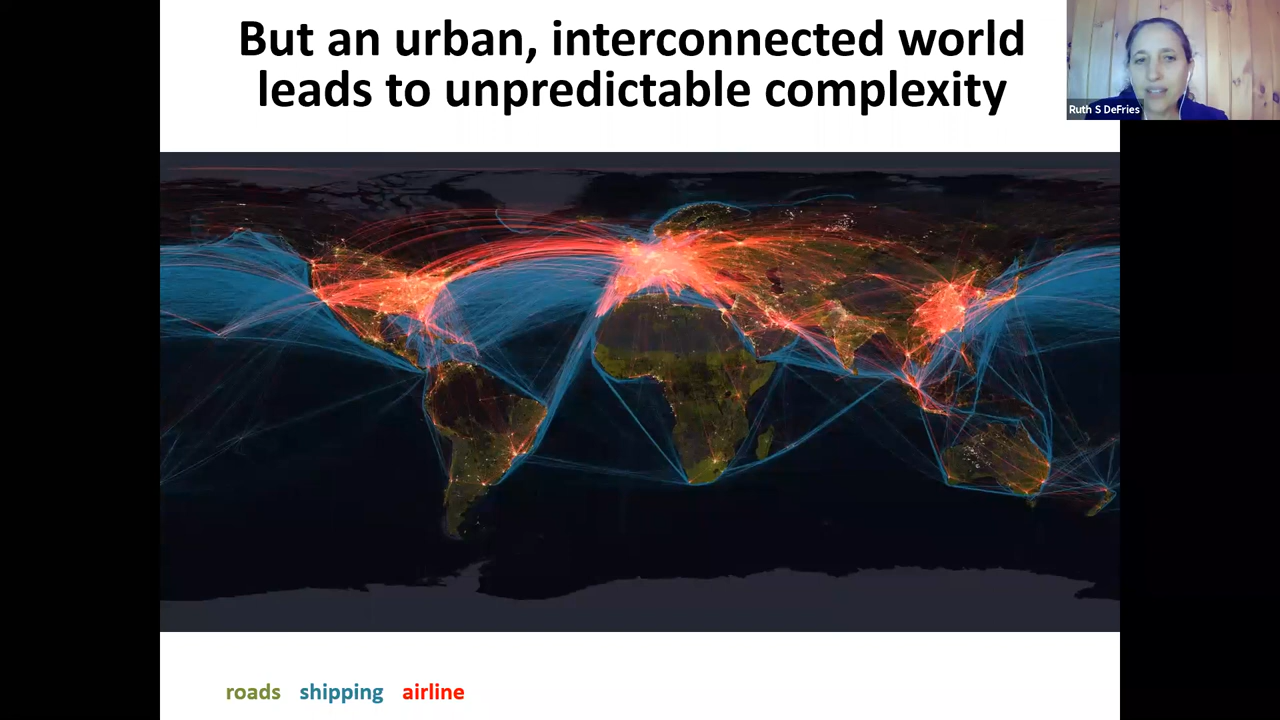 But an urban, interconnected world
leads to unpredictable complexity
Ruth S DeFries
roads shipping airline